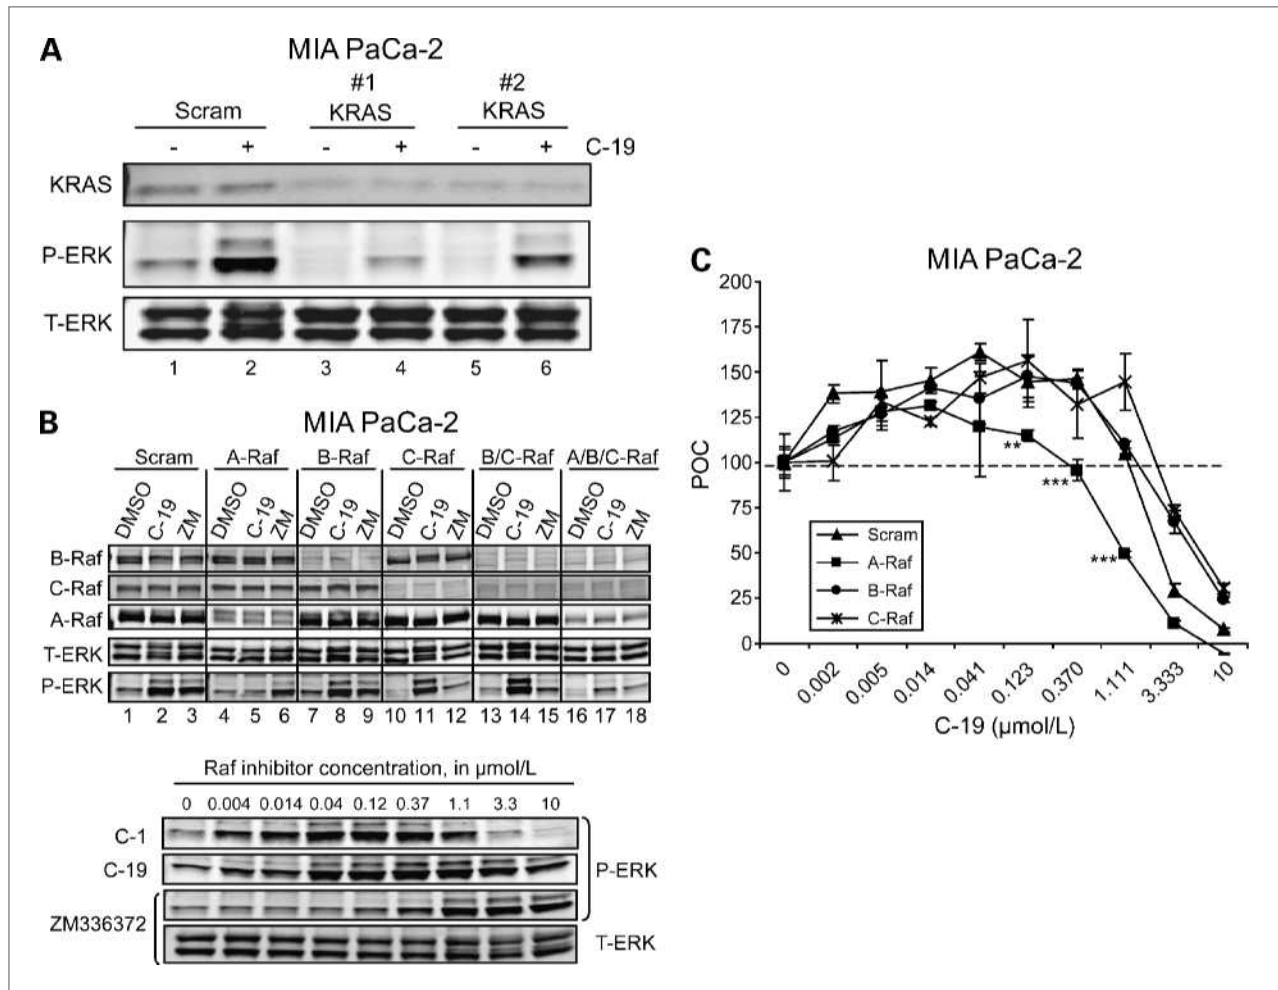 A
MIA PaCa-2
#1 #2
Scram KRAS KRAS
- + - + - + C-19
KRAS
P-ERK
T-ERK
1 2 3 4 5 6
B
MIA PaCa-2
Scram A-Raf B-Raf C-Raf B/C-Raf A/B/C-Raf
DMSO C-19 ZM DMSO C-19 ZM DMSO C-19 ZM DMSO C-19 ZM DMSO C-19 ZM DMSO C-19 ZM
B-Raf
C-Raf
A-Raf
T-ERK
P-ERK
1 2 3 4 5 6 7 8 9 10 11 12 13 14 15 16 17 18
Raf inhibitor concentration, in µmol/L
0 0.004 0.014 0.04 0.12 0.37 1.1 3.3 10
C-1
C-19
P-ERK
ZM336372
T-ERK
C
MIA PaCa-2
200
175
150
125
100
75
50
25
0
POC
**
***
***
Scram
A-Raf
B-Raf
C-Raf
0 0.002 0.005 0.014 0.041 0.123 0.370 1.111 3.333 10
C-19 (µmol/L)